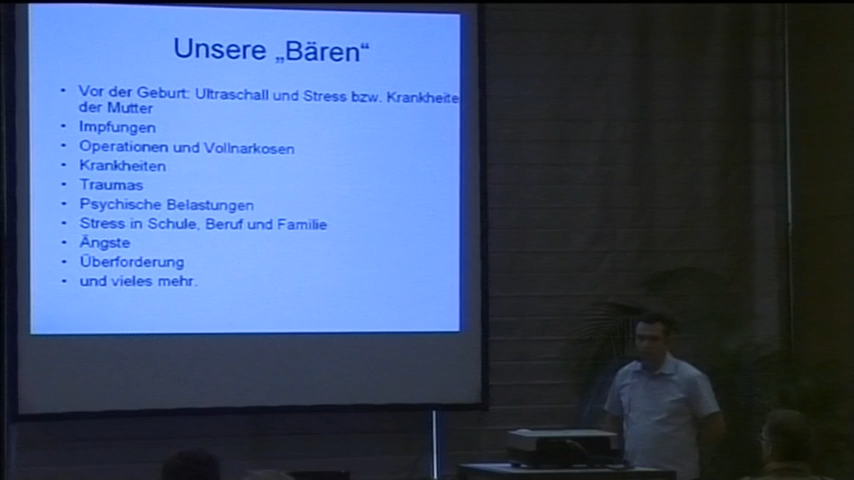 Unsere „Bären“
• Vor der Geburt: Ultraschall und Stress bzw. Krankheite
der Mutter
• Impfungen
• Operationen und Vollnarkosen
• Krankheiten
• Traumas
• Psychische Belastungen
• Stress in Schule, Beruf und Familie
• Ängste
• Überforderung
• und vieles mehr.